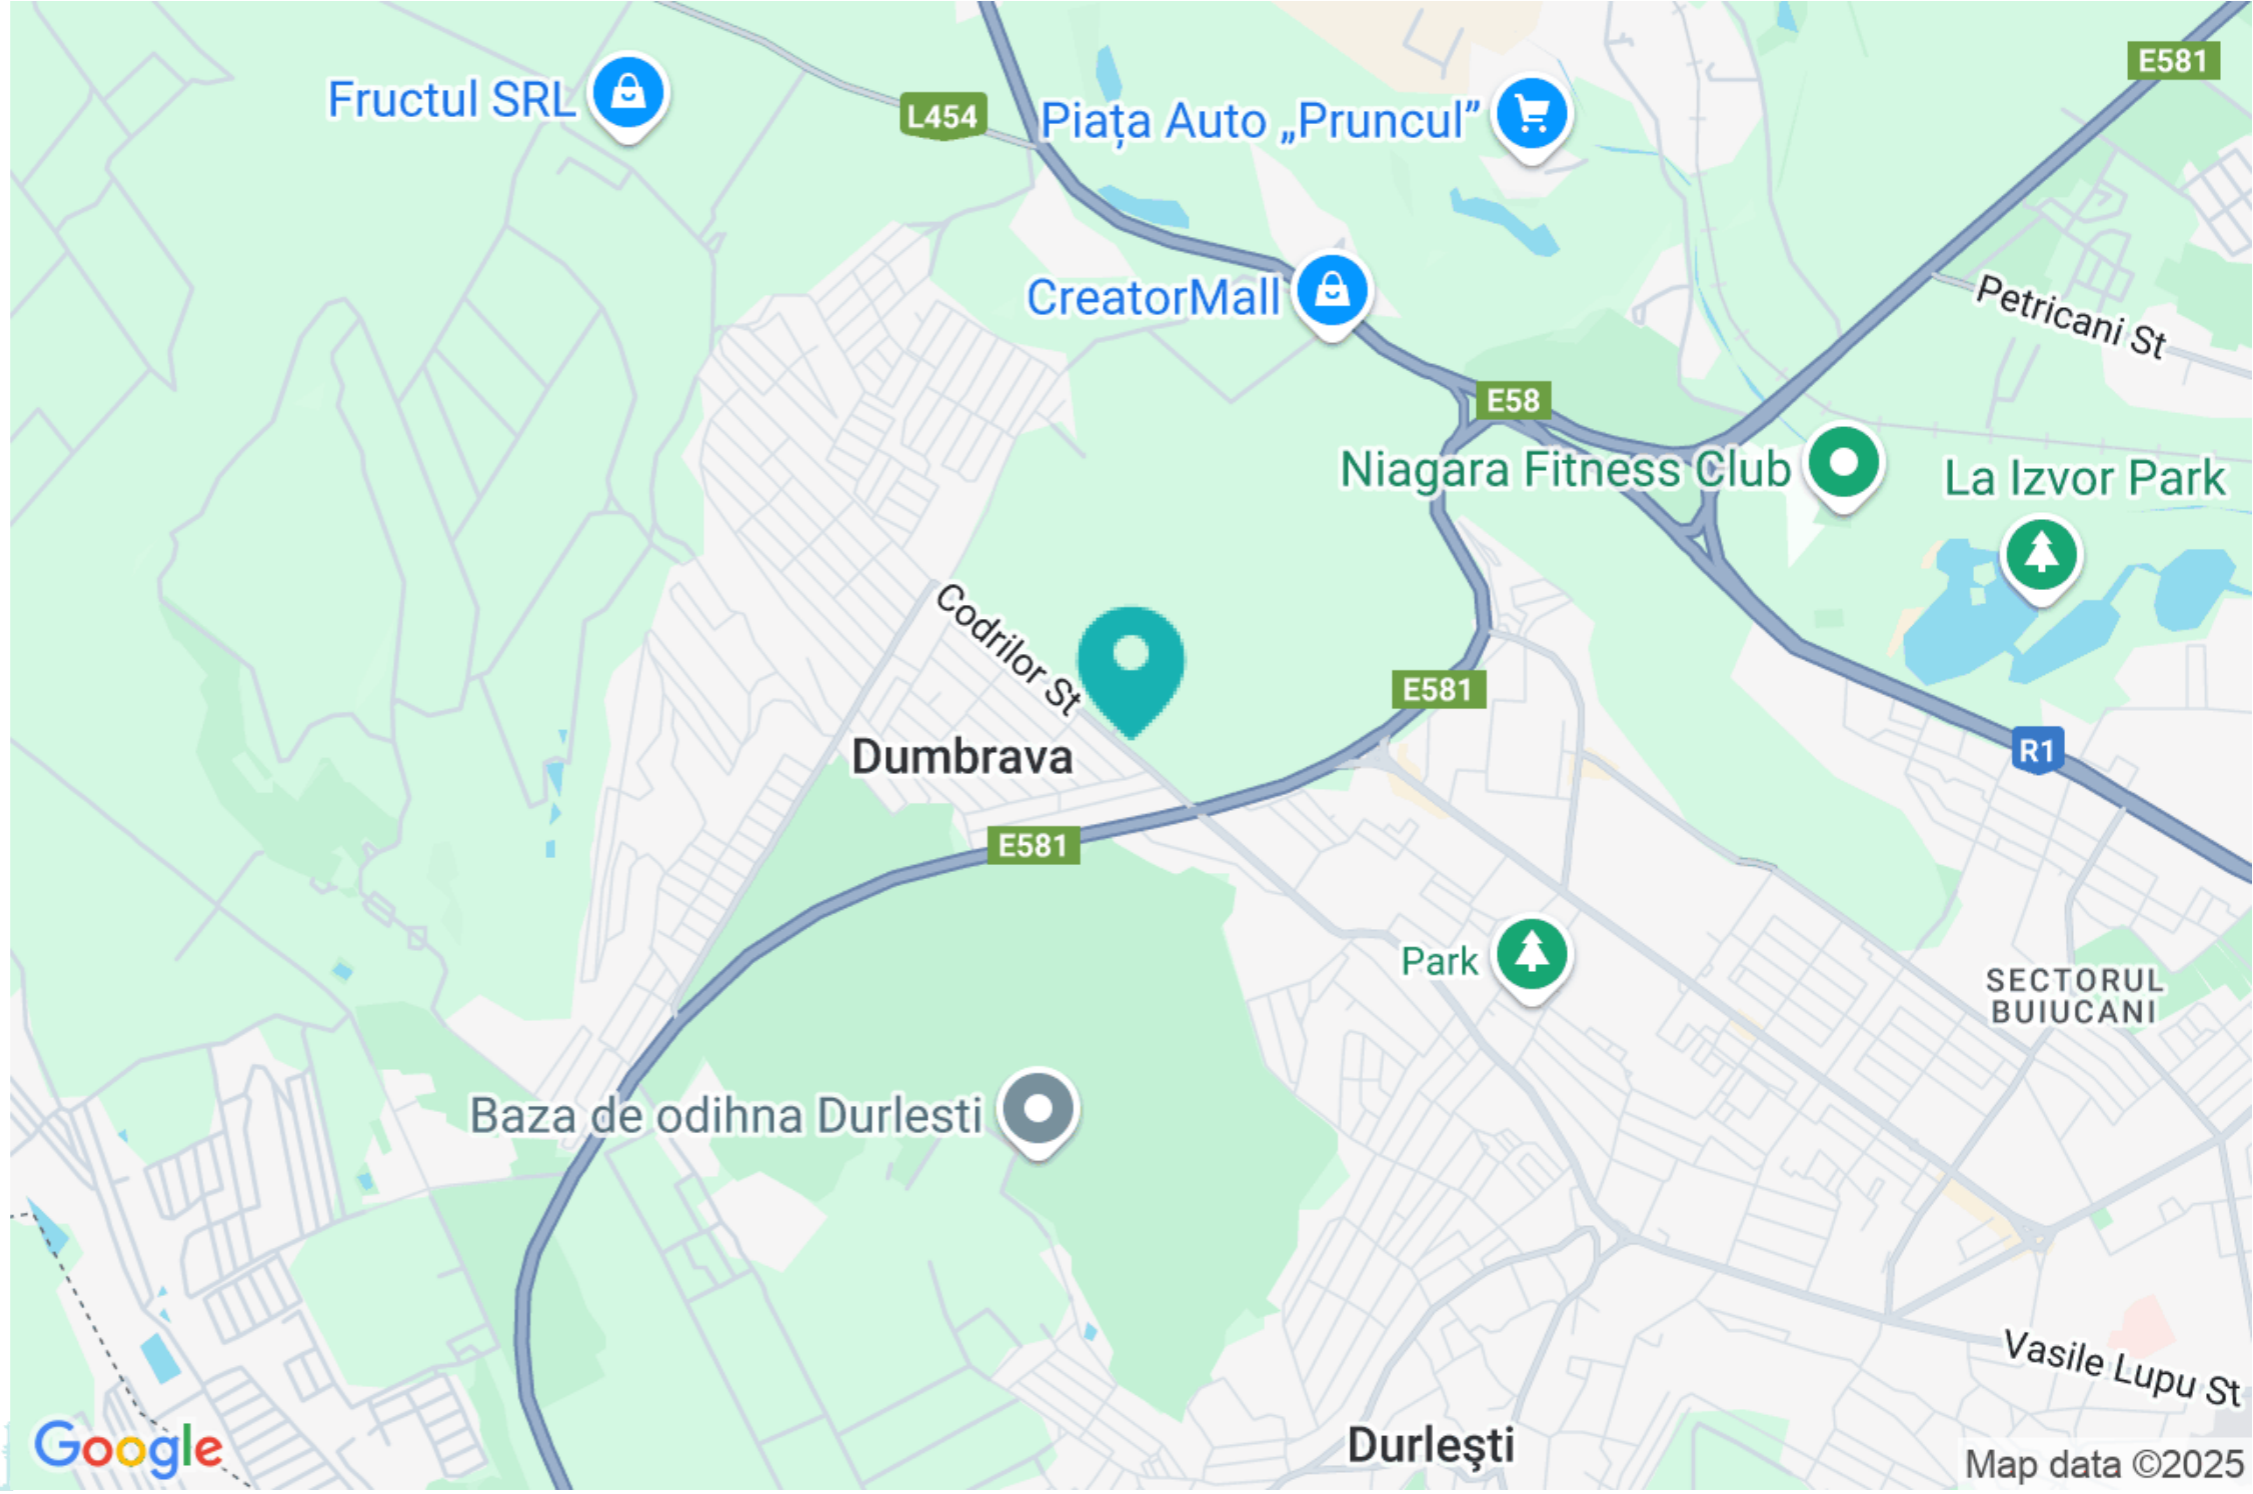 E581
Fructul SRL
L454
Piața Auto „Pruncul”
CreatorMall
Petricani St
E58
Niagara Fitness Club
La Izvor Park
Codrilor St
E581
Dumbrava
R1
E581
Park
SECTORUL
BUIUCANI
Baza de odihna Durlesti
Vasile Lupu St
Durleşti
Google
Map data ©2025